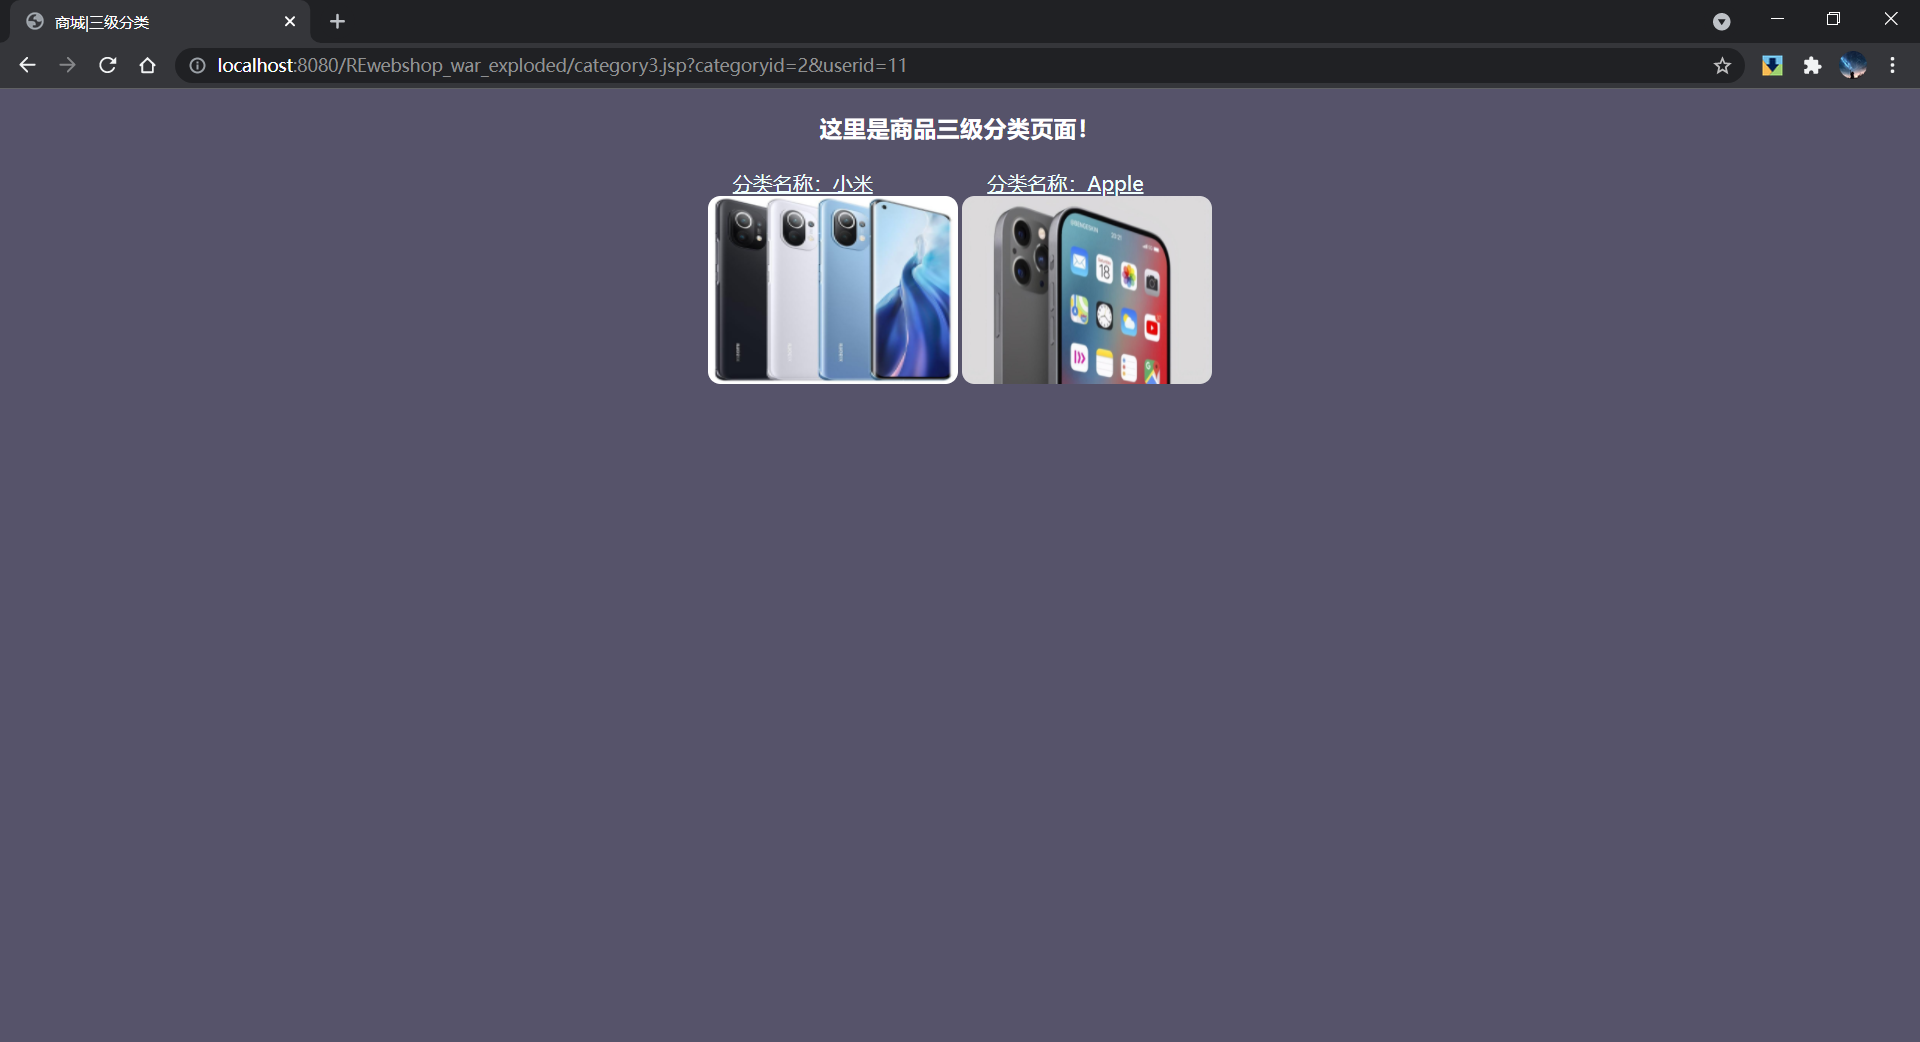 商城|三级分类
localhost:8080/REwebshop_war_exploded/category3.jsp?categoryid=2&userid=11
这里是商品三级分类页面！
分类名称：小米
分类名称：Apple
18